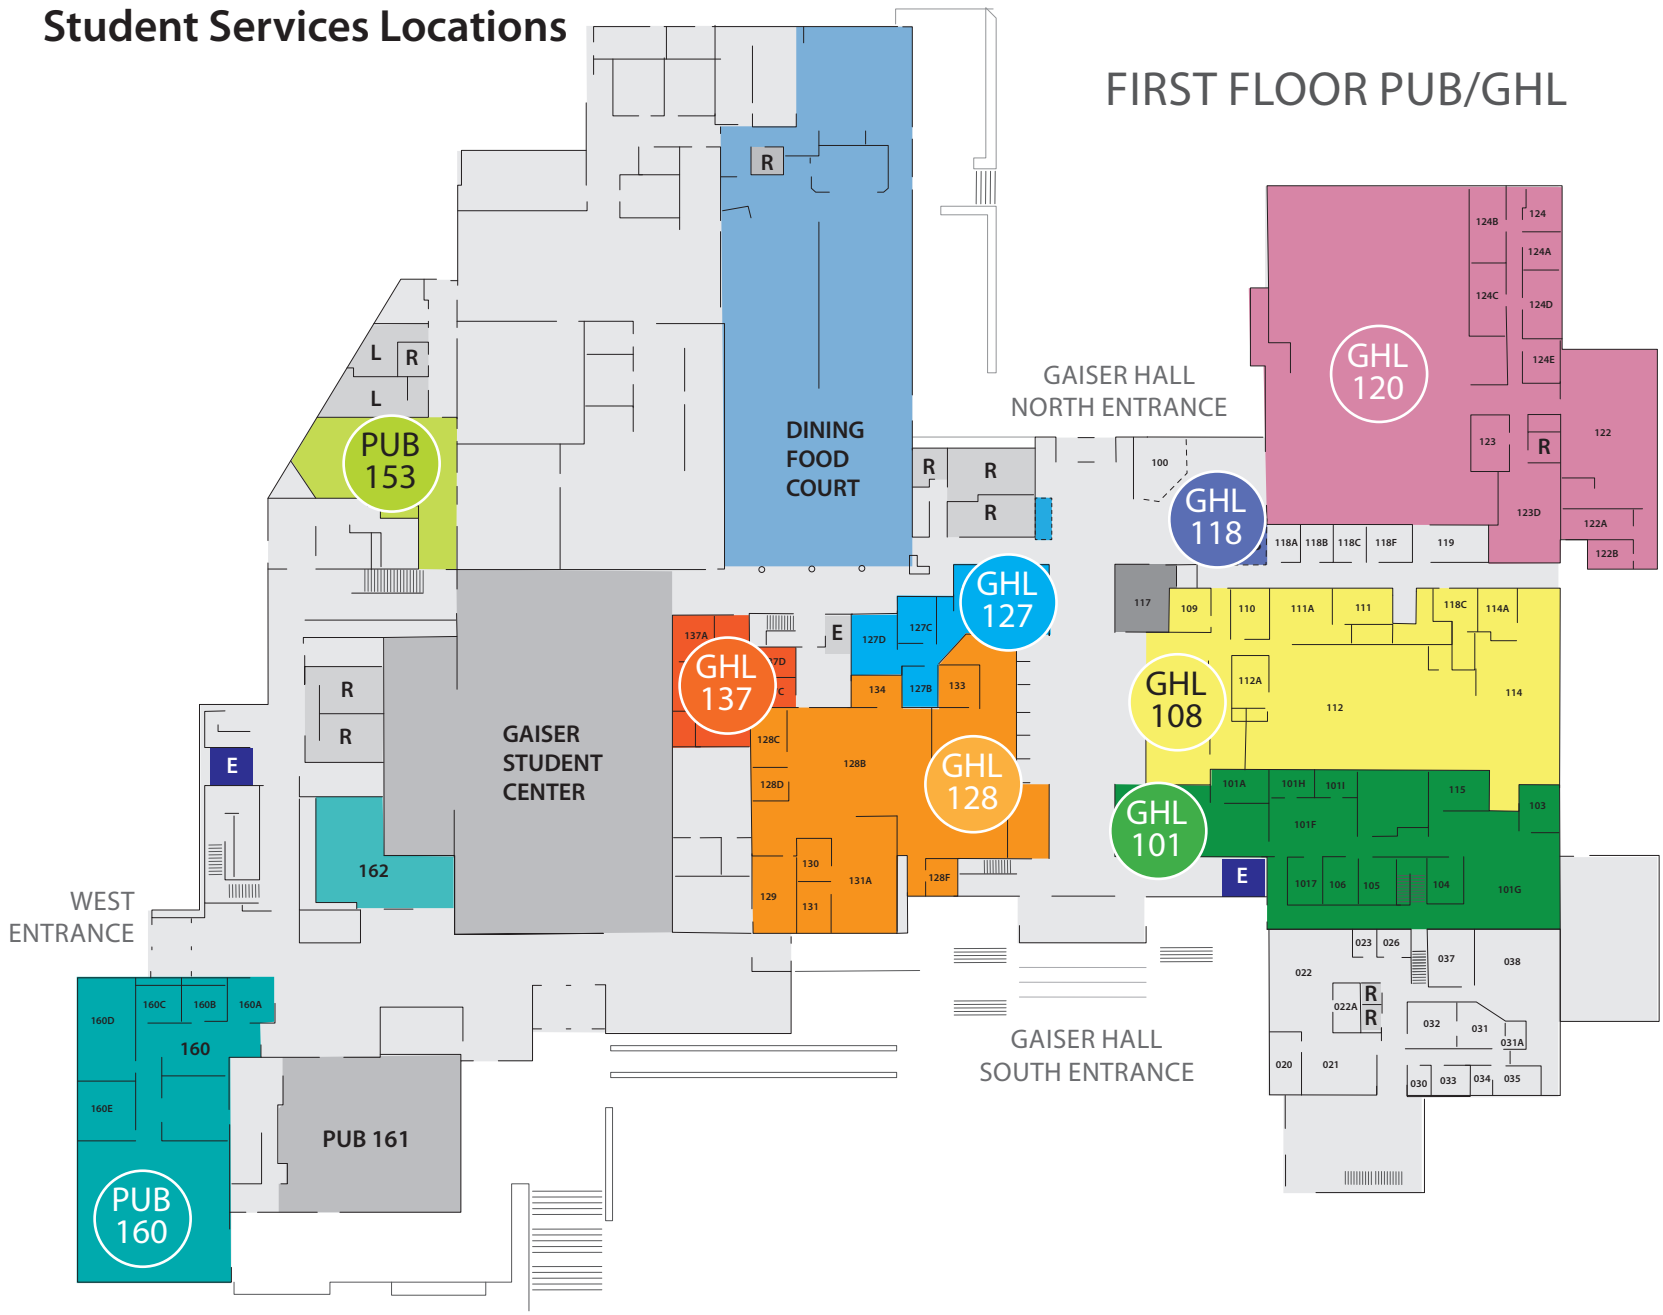 Student Services Locations
FIRST FLOOR PUB/GHL
R
124B
124
124A
124C
124D
124E
GHL
120
L
R
L
GAISER HALL
NORTH ENTRANCE
PUB
153
DINING
FOOD
COURT
R
R
R
100
GHL
118
123
R
122
123D
122A
122B
118A
118B
118C
118F
119
GHL
127
117
109
110
111A
111
118C
114A
137A
E
127D
127C
GHL
137
127B
134
133
GHL
108
112A
112
114
R
R
E
GAISER
STUDENT
CENTER
128C
128B
128D
GHL
128
101A
101H
101I
115
103
GHL
101
101F
130
131A
128F
129
131
E
1017
106
105
104
101G
162
WEST
ENTRANCE
023
026
022
037
038
R
022A
R
032
031
031A
020
021
030
033
034
035
160C
160B
160A
160D
160
160E
PUB 161
GAISER HALL
SOUTH ENTRANCE
PUB
160